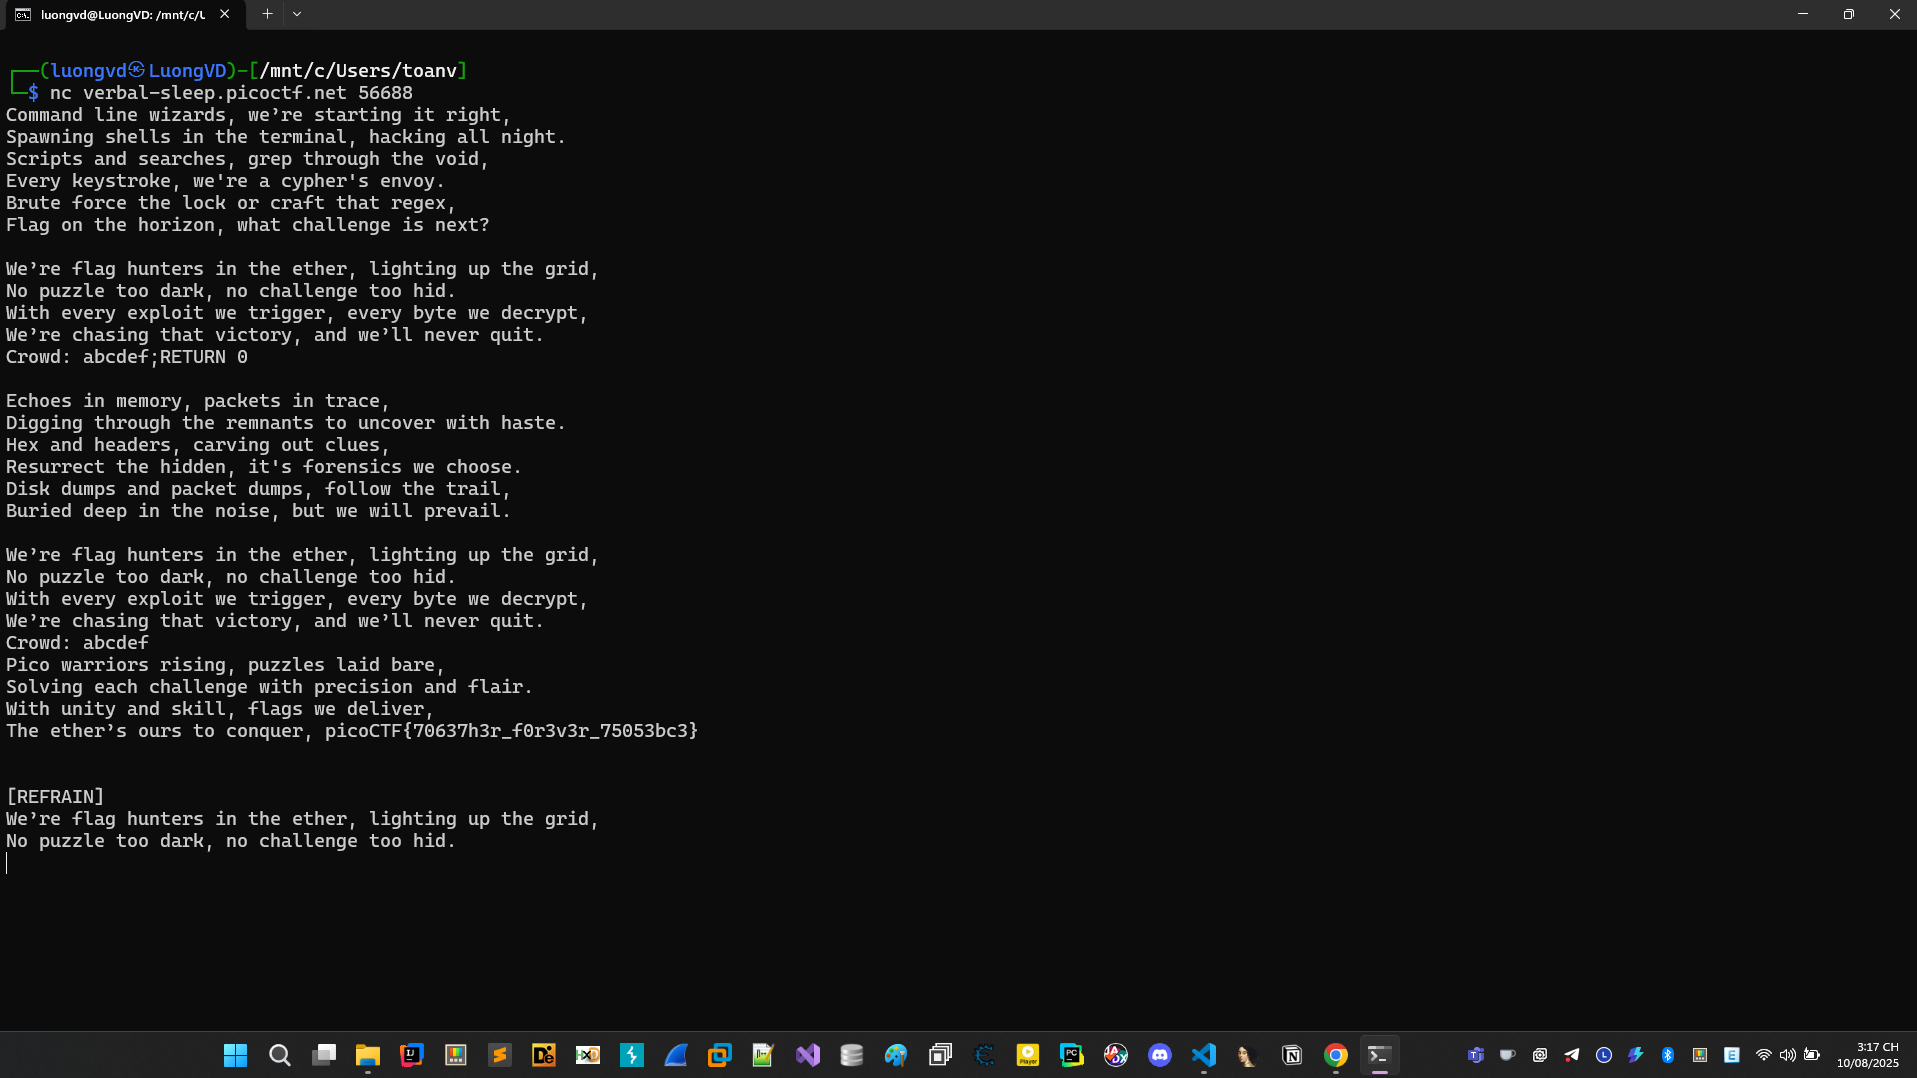 luongvd@LuongVD: /mnt/c/U
(luongvd㉿LuongVD)-[/mnt/c/Users/toanv]
$ nc verbal-sleep.picoctf.net 56688
Command line wizards, we’re starting it right,
Spawning shells in the terminal, hacking all night.
Scripts and searches, grep through the void,
Every keystroke, we're a cypher's envoy.
Brute force the lock or craft that regex,
Flag on the horizon, what challenge is next?
We’re flag hunters in the ether, lighting up the grid,
No puzzle too dark, no challenge too hid.
With every exploit we trigger, every byte we decrypt,
We’re chasing that victory, and we’ll never quit.
Crowd: abcdef;RETURN 0
Echoes in memory, packets in trace,
Digging through the remnants to uncover with haste.
Hex and headers, carving out clues,
Resurrect the hidden, it's forensics we choose.
Disk dumps and packet dumps, follow the trail,
Buried deep in the noise, but we will prevail.
We’re flag hunters in the ether, lighting up the grid,
No puzzle too dark, no challenge too hid.
With every exploit we trigger, every byte we decrypt,
We’re chasing that victory, and we’ll never quit.
Crowd: abcdef
Pico warriors rising, puzzles laid bare,
Solving each challenge with precision and flair.
With unity and skill, flags we deliver,
The ether’s ours to conquer, picoCTF{70637h3r_f0r3v3r_75053bc3}
[REFRAIN]
We’re flag hunters in the ether, lighting up the grid,
No puzzle too dark, no challenge too hid.
3:17 CH
10/08/2025